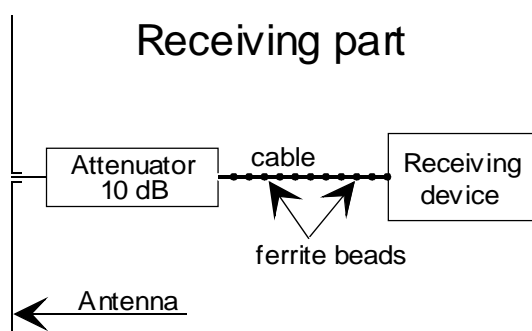 Receiving part
Attenuator
10 dB
cable
Receiving
device
ferrite beads
Antenna